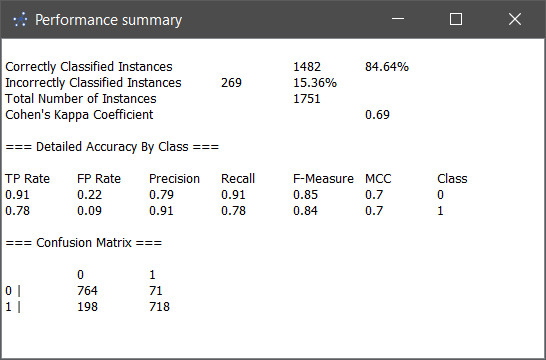 Performance summary
Correctly Classified Instances 1482 84.64%
Incorrectly Classified Instances 269 15.36%
Total Number of Instances 1751
Cohen's Kappa Coefficient 0.69
=== Detailed Accuracy By Class ===
TP Rate FP Rate Precision Recall F-Measure MCC Class
0.91 0.22 0.79 0.91 0.85 0.7 0
0.78 0.09 0.91 0.78 0.84 0.7 1
=== Confusion Matrix ===
0 1
0 | 764 71
1 | 198 718